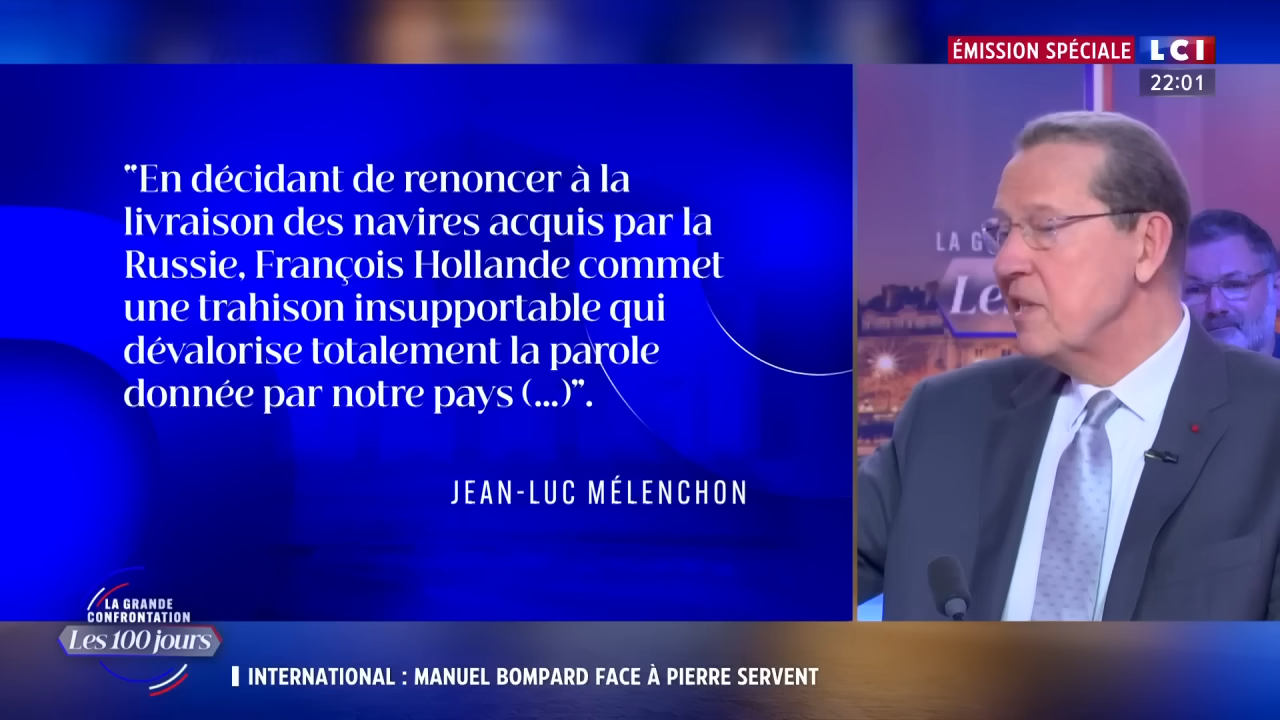 ÉMISSION SPÉCIALE LCI
22:01
“En décidant de renoncer à la
livraison des navires acquis par la
Russie, François Hollande commet
une trahison insupportable qui
dévalorise totalement la parole
donnée par notre pays (...)”.
JEAN-LUC MÉLENCHON
LA GRANDE
CONFRONTATION
Les 100 jours
INTERNATIONAL : MANUEL BOMPARD FACE À PIERRE SERVENT